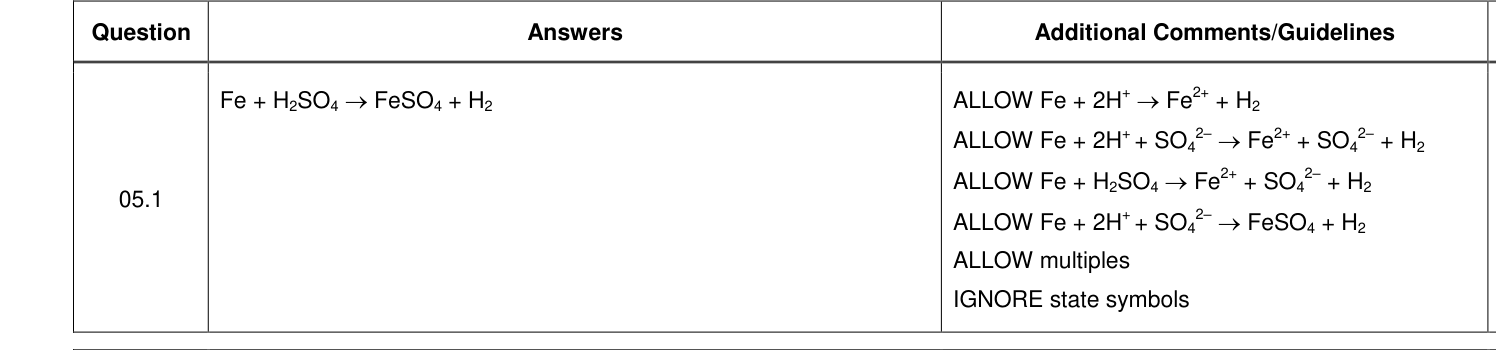 Question Answers Additional Comments/Guidelines
05.1
Fe + H₂SO₄ → FeSO₄ + H₂
ALLOW Fe + 2H⁺ → Fe²⁺ + H₂
ALLOW Fe + 2H⁺ + SO₄²⁻ → Fe²⁺ + SO₄²⁻ + H₂
ALLOW Fe + H₂SO₄ → Fe²⁺ + SO₄²⁻ + H₂
ALLOW Fe + 2H⁺ + SO₄²⁻ → FeSO₄ + H₂
ALLOW multiples
IGNORE state symbols